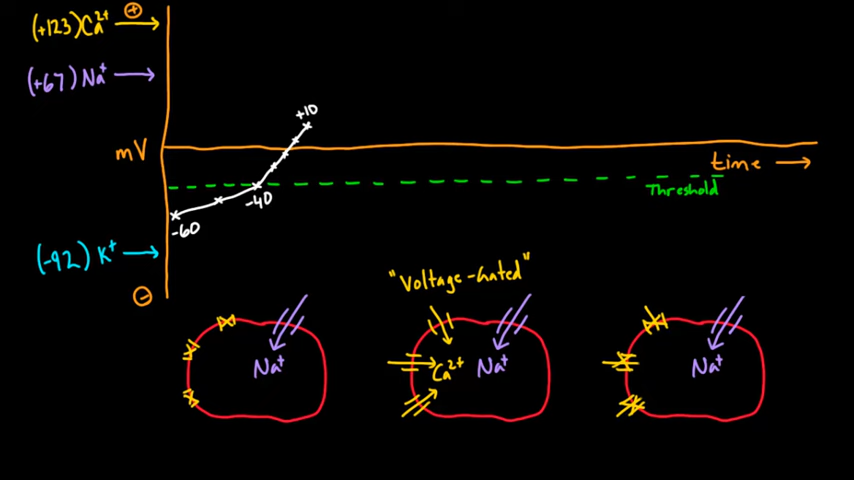 (+123)Ca²⁺
+
(+67) Na⁺
+10
mV
time
Threshold
-40
-60
(-92) K⁺
-
"Voltage-Gated"
Na⁺
Ca²⁺
Na⁺
Na⁺